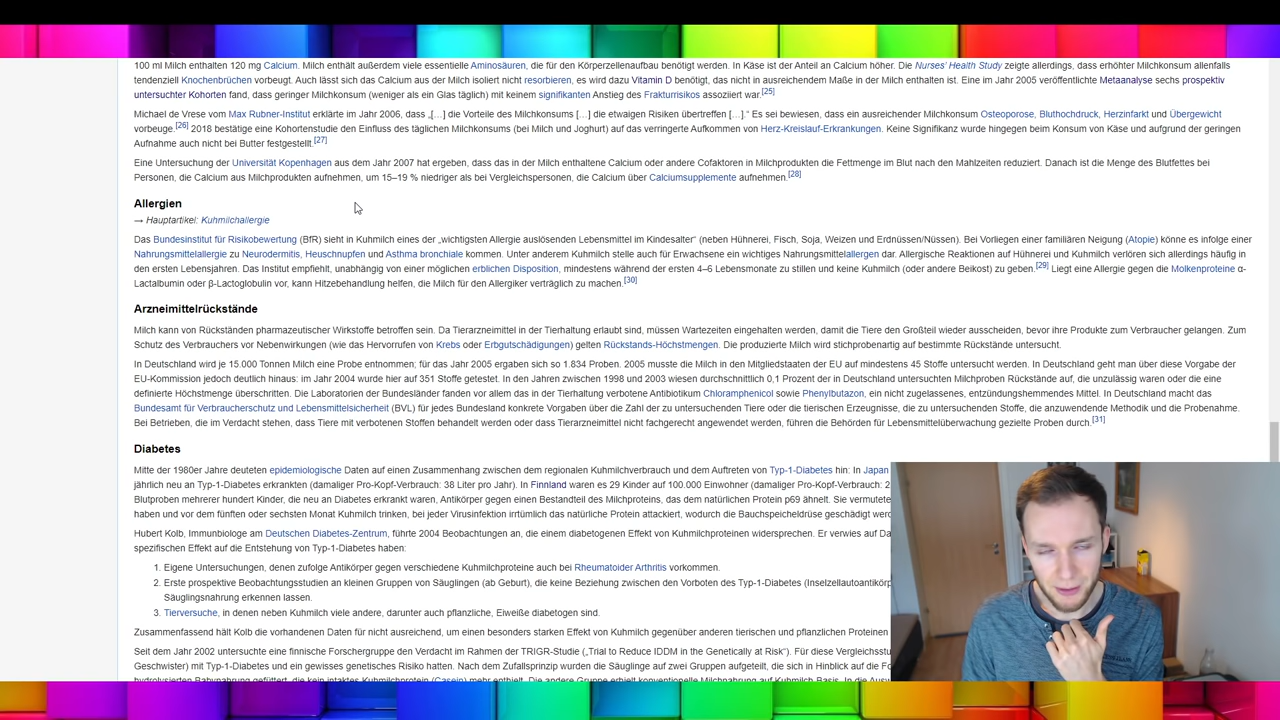 100 ml Milch enthalten 120 mg Calcium. Milch enthält außerdem viele essentielle Aminosäuren, die für den Körperzellenaufbau benötigt werden. In Käse ist der Anteil an Calcium höher. Die Nurses' Health Study zeigte allerdings, dass erhöhter Milchkonsum allenfalls
tendenziell Knochenbrüchen vorbeugt. Auch lässt sich das Calcium aus der Milch isoliert nicht resorbieren, es wird dazu Vitamin D benötigt, das nicht in ausreichendem Maße in der Milch enthalten ist. Eine im Jahr 2005 veröffentlichte Metaanalyse sechs prospektiv
untersuchter Kohorten fand, dass geringer Milchkonsum (weniger als ein Glas täglich) mit keinem signifikanten Anstieg des Frakturrisikos assoziiert war.[25]
Michael de Vrese vom Max Rubner-Institut erklärte im Jahr 2006, dass „[…] die Vorteile des Milchkonsums […] die etwaigen Risiken übertreffen […].“ Es sei bewiesen, dass ein ausreichender Milchkonsum Osteoporose, Bluthochdruck, Herzinfarkt und Übergewicht
vorbeuge.[26] 2018 bestätigte eine Kohortenstudie den Einfluss des täglichen Milchkonsums (bei Milch und Joghurt) auf das verringerte Aufkommen von Herz-Kreislauf-Erkrankungen. Keine Signifikanz wurde hingegen beim Konsum von Käse und aufgrund der geringen
Aufnahme auch nicht bei Butter festgestellt.[27]
Eine Untersuchung der Universität Kopenhagen aus dem Jahr 2007 hat ergeben, dass das in der Milch enthaltene Calcium oder andere Cofaktoren in Milchprodukten die Fettmenge im Blut nach den Mahlzeiten reduziert. Danach ist die Menge des Blutfettes bei
Personen, die Calcium aus Milchprodukten aufnehmen, um 15–19 % niedriger als bei Vergleichspersonen, die Calcium über Calciumsupplemente aufnehmen.[28]
Allergien
→ Hauptartikel: Kuhmilchallergie
Das Bundesinstitut für Risikobewertung (BfR) sieht in Kuhmilch eines der „wichtigsten Allergie auslösenden Lebensmittel im Kindesalter“ (neben Hühnerei, Fisch, Soja, Weizen und Erdnüssen/Nüssen). Bei Vorliegen einer familiären Neigung (Atopie) könne es infolge einer
Nahrungsmittelallergie zu Neurodermitis, Heuschnupfen und Asthma bronchiale kommen. Unter anderem Kuhmilch stelle auch für Erwachsene ein wichtiges Nahrungsmittelallergen dar. Allergische Reaktionen auf Hühnerei und Kuhmilch verlören sich allerdings häufig in
den ersten Lebensjahren. Das Institut empfiehlt, unabhängig von einer möglichen erblichen Disposition, mindestens während der ersten 4–6 Lebensmonate zu stillen und keine Kuhmilch (oder andere Beikost) zu geben.[29] Liegt eine Allergie gegen die Molkenproteine α-
Lactalbumin oder β-Lactoglobulin vor, kann Hitzebehandlung helfen, die Milch für den Allergiker verträglich zu machen.[30]
Arzneimittelrückstände
Milch kann von Rückständen pharmazeutischer Wirkstoffe betroffen sein. Da Tierarzneimittel in der Tierhaltung erlaubt sind, müssen Wartezeiten eingehalten werden, damit die Tiere den Großteil wieder ausscheiden, bevor ihre Produkte zum Verbraucher gelangen. Zum
Schutz des Verbrauchers vor Nebenwirkungen (wie das Hervorrufen von Krebs oder Erbgutschädigungen) gelten Rückstands-Höchstmengen. Die produzierte Milch wird stichprobenartig auf bestimmte Rückstände untersucht.
In Deutschland wird je 15.000 Tonnen Milch eine Probe entnommen; für das Jahr 2005 ergaben sich so 1.834 Proben. 2005 musste die Milch in den Mitgliedstaaten der EU auf mindestens 45 Stoffe untersucht werden. In Deutschland geht man über diese Vorgabe der
EU-Kommission jedoch deutlich hinaus: im Jahr 2004 wurde hier auf 351 Stoffe getestet. In den Jahren zwischen 1998 und 2003 wiesen durchschnittlich 0,1 Prozent der in Deutschland untersuchten Milchproben Rückstände auf, die unzulässig waren oder die eine
definierte Höchstmenge überschritten. Die Laboratorien der Bundesländer fanden vor allem das in der Tierhaltung verbotene Antibiotikum Chloramphenicol sowie Phenylbutazon, ein nicht zugelassenes, entzündungshemmendes Mittel. In Deutschland macht das
Bundesamt für Verbraucherschutz und Lebensmittelsicherheit (BVL) für jedes Bundesland konkrete Vorgaben über die Zahl der zu untersuchenden Tiere oder die tierischen Erzeugnisse, die zu untersuchenden Stoffe, die anzuwendende Methodik und die Probenahme.
Bei Betrieben, die im Verdacht stehen, dass Tiere mit verbotenen Stoffen behandelt werden oder dass Tierarzneimittel nicht fachgerecht angewendet werden, führen die Behörden für Lebensmittelüberwachung gezielte Proben durch.[31]
Diabetes
Mitte der 1980er Jahre deuteten epidemiologische Daten auf einen Zusammenhang zwischen dem regionalen Kuhmilchverbrauch und dem Auftreten von Typ-1-Diabetes hin: In Japan
jährlich neu an Typ-1-Diabetes erkrankten (damaliger Pro-Kopf-Verbrauch: 38 Liter pro Jahr). In Finnland waren es 29 Kinder auf 100.000 Einwohner (damaliger Pro-Kopf-Verbrauch: 2
Blutproben mehrerer hundert Kinder, die neu an Diabetes erkrankt waren, Antikörper gegen einen Bestandteil des Milchproteins, das dem natürlichen Protein p69 ähnelt. Sie vermutete
haben und vor dem fünften oder sechsten Monat Kuhmilch trinken, bei jeder Virusinfektion irrtümlich das natürliche Protein attackiert, wodurch die Bauchspeicheldrüse geschädigt werd
Hubert Kolb, Immunbiologe am Deutschen Diabetes-Zentrum, führte 2004 Beobachtungen an, die einem diabetogenen Effekt von Kuhmilchproteinen widersprechen. Er verwies auf Da
spezifischen Effekt auf die Entstehung von Typ-1-Diabetes haben:
1. Eigene Untersuchungen, denen zufolge Antikörper gegen verschiedene Kuhmilchproteine auch bei Rheumatoider Arthritis vorkommen.
2. Erste prospektive Beobachtungsstudien an kleinen Gruppen von Säuglingen (ab Geburt), die keine Beziehung zwischen den Vorboten des Typ-1-Diabetes (Inselzellautoantikörp
Säuglingsnahrung erkennen lassen.
3. Tierversuche, in denen neben Kuhmilch viele andere, darunter auch pflanzliche, Eiweiße diabetogen sind.
Zusammenfassend hält Kolb die vorhandenen Daten für nicht ausreichend, um einen besonders starken Effekt von Kuhmilch gegenüber anderen tierischen und pflanzlichen Proteinen
Seit dem Jahr 2002 untersuchte eine finnische Forschergruppe den Verdacht im Rahmen der TRIGR-Studie („Trial to Reduce IDDM in the Genetically at Risk“). Für diese Vergleichsstu
Geschwister) mit Typ-1-Diabetes und ein gewisses genetisches Risiko hatten. Nach dem Zufallsprinzip wurden die Säuglinge auf zwei Gruppen aufgeteilt, die sich in Hinblick auf die Fo
hydrolysierten Babynahrung gefüttert, die kein intaktes Kuhmilchprotein (Casein) mehr enthielt. Die andere Gruppe erhielt konventionelle Milchnahrung auf Kuhmilch-Basis. In die Ausw